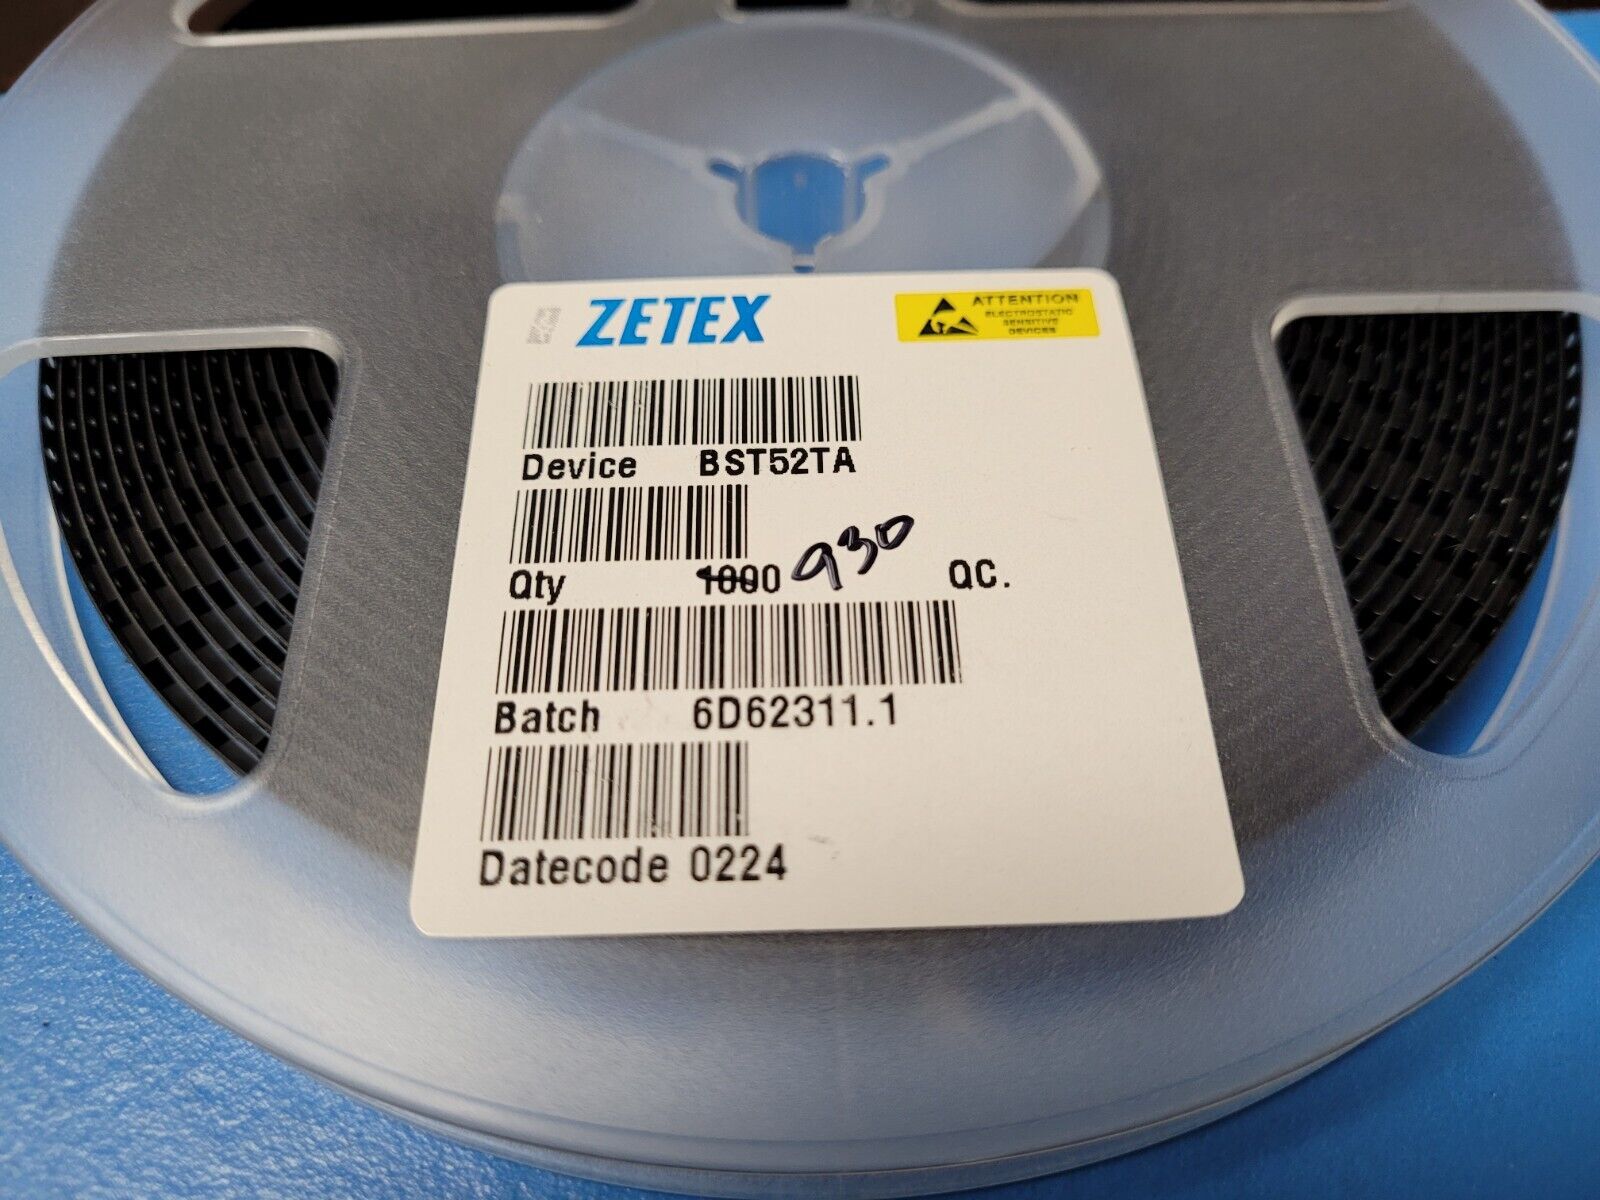 ZETEX
ATTENTION
ELECTROSTATIC
SENSITIVE
DEVICES
Device BST52TA
Qty 1000 930 QC.
Batch 6D62311.1
Datecode 0224